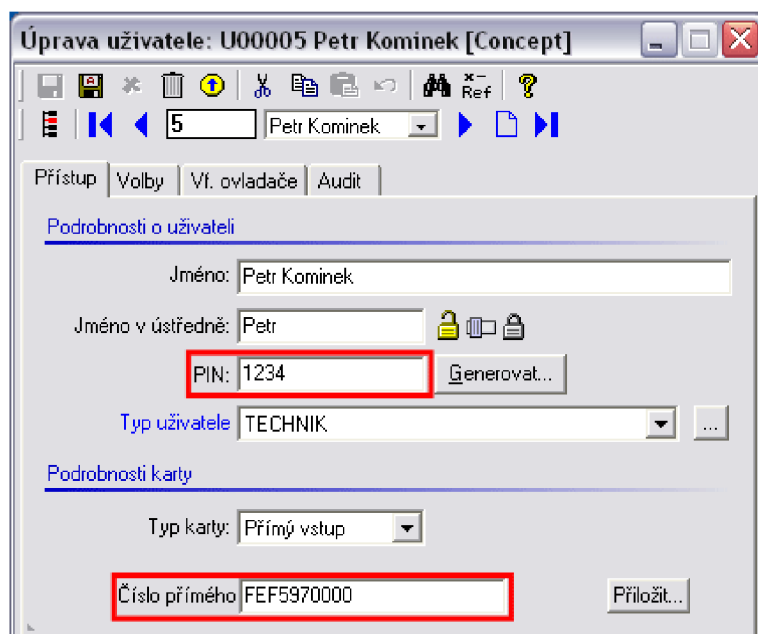 Úprava uživatele: U00005 Petr Kominek [Concept]
x- Ref
5 Petr Kominek
Přístup Volby Vf. ovladače Audit
Podrobnosti o uživateli
Jméno: Petr Kominek
Jméno v ústředně: Petr
PIN: 1234 Generovat...
Typ uživatele TECHNIK ...
Podrobnosti karty
Typ karty: Přímý vstup
Číslo přímého FEF5970000 Přiložit...